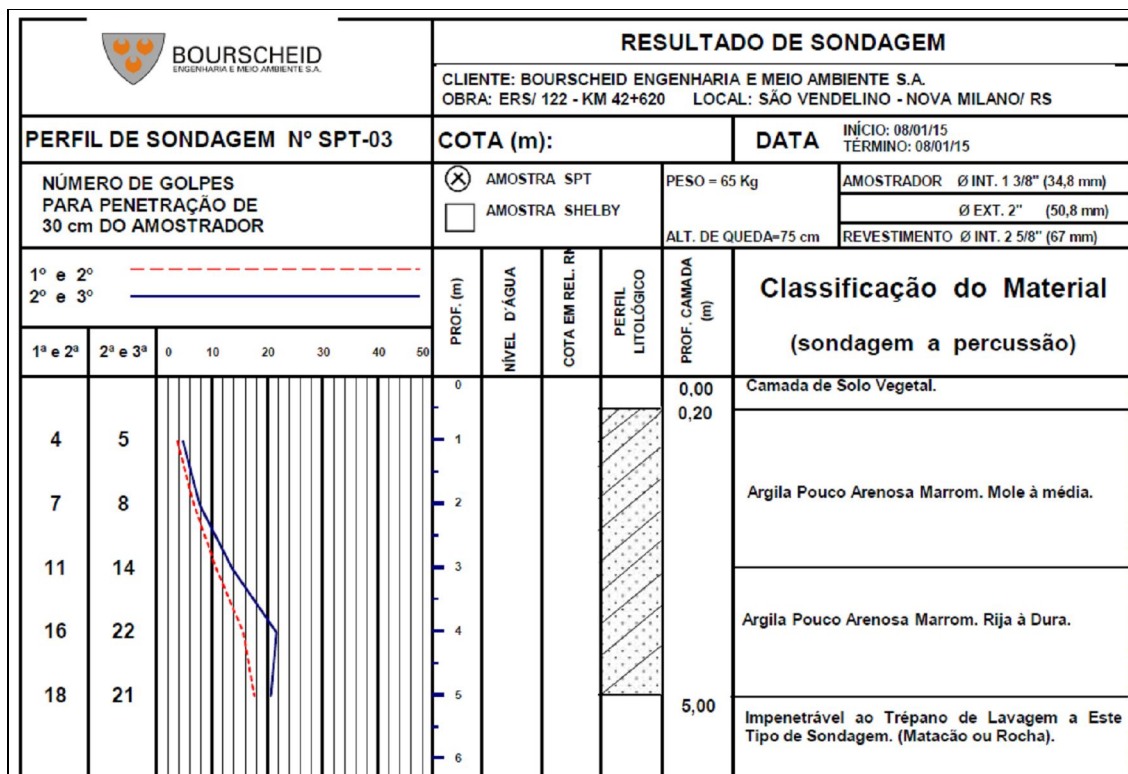 BOURSCHEID
ENGENHARIA E MEIO AMBIENTE S.A.
RESULTADO DE SONDAGEM
CLIENTE: BOURSCHEID ENGENHARIA E MEIO AMBIENTE S.A.
OBRA: ERS/ 122 - KM 42+620 LOCAL: SÃO VENDELINO - NOVA MILANO/ RS
PERFIL DE SONDAGEM Nº SPT-03
COTA (m):
DATA
INÍCIO: 08/01/15
TÉRMINO: 08/01/15
NÚMERO DE GOLPES
PARA PENETRAÇÃO DE
30 cm DO AMOSTRADOR
AMOSTRA SPT
AMOSTRA SHELBY
PESO = 65 Kg
ALT. DE QUEDA=75 cm
AMOSTRADOR Ø INT. 1 3/8" (34,8 mm)
Ø EXT. 2" (50,8 mm)
REVESTIMENTO Ø INT. 2 5/8" (67 mm)
1º e 2º
2º e 3º
1ª e 2ª
2ª e 3ª
0 10 20 30 40 50
PROF. (m)
NÍVEL D'ÁGUA
COTA EM REL. RN
PERFIL
LITOLÓGICO
PROF. CAMADA
(m)
Classificação do Material
(sondagem a percussão)
0
0,00
Camada de Solo Vegetal.
0,20
4 5
1
7 8
2
Argila Pouco Arenosa Marrom. Mole à média.
11 14
3
16 22
4
Argila Pouco Arenosa Marrom. Rija à Dura.
18 21
5
5,00
Impenetrável ao Trépano de Lavagem a Este
Tipo de Sondagem. (Matacão ou Rocha).
6